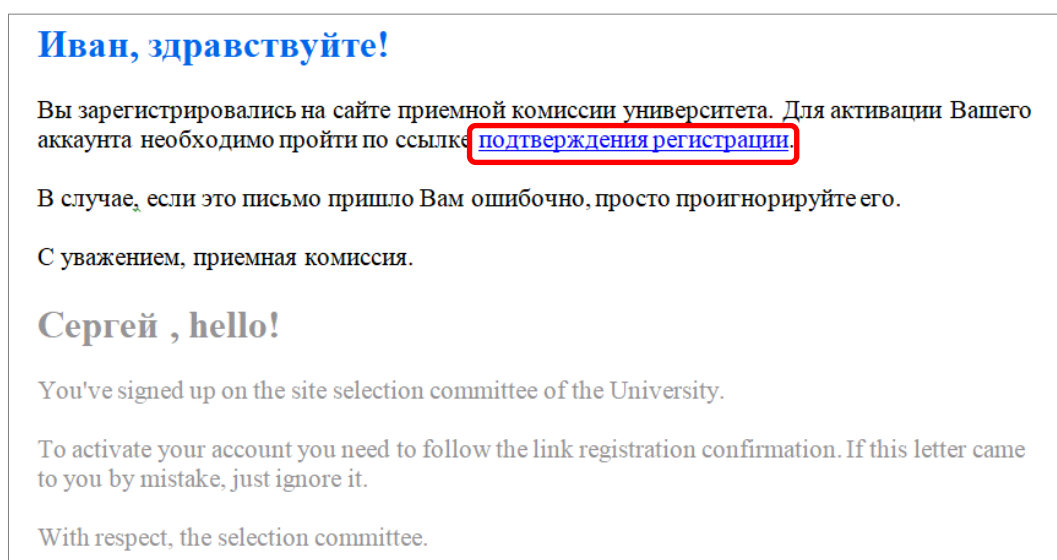 Иван, здравствуйте!
Вы зарегистрировались на сайте приемной комиссии университета. Для активации Вашего
аккаунта необходимо пройти по ссылке подтверждения регистрации.
В случае, если это письмо пришло Вам ошибочно, просто проигнорируйте его.
С уважением, приемная комиссия.
Сергей , hello!
You've signed up on the site selection committee of the University.
To activate your account you need to follow the link registration confirmation. If this letter came
to you by mistake, just ignore it.
With respect, the selection committee.